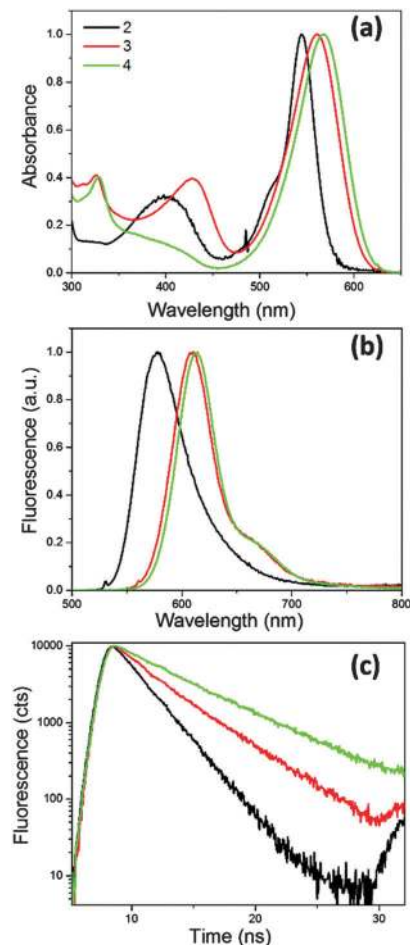 (a)
2
3
4
1.0
0.8
0.6
0.4
0.2
0.0
Absorbance
300 400 500 600
Wavelength (nm)
(b)
1.0
0.8
0.6
0.4
0.2
0.0
Fluorescence (a.u.)
500 600 700 800
Wavelength (nm)
(c)
10000
1000
100
10
Fluorescence (cts)
10 20 30
Time (ns)